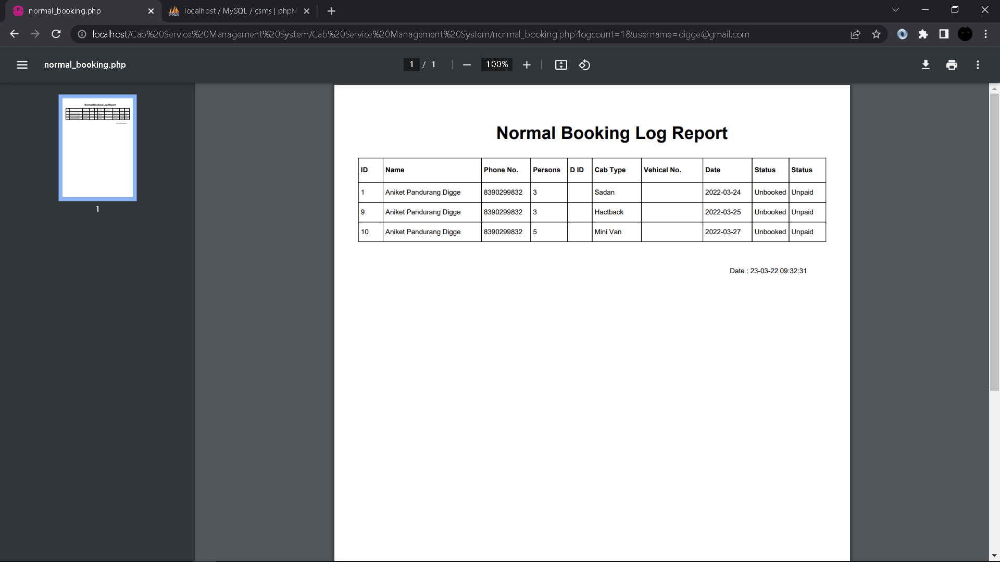 normal_booking.php
localhost / MySQL / csms | phpM
localhost/Cab%20Service%20Management%20System/Cab%20Service%20Management%20System/normal_booking.php?logcount=1&username=digge@gmail.com
normal_booking.php
1 / 1
100%
Normal Booking Log Report
1
Normal Booking Log Report
ID Name Phone No. Persons D ID Cab Type Vehical No. Date Status Status
1 Aniket Pandurang Digge 8390299832 3 Sadan 2022-03-24 Unbooked Unpaid
9 Aniket Pandurang Digge 8390299832 3 Hactback 2022-03-25 Unbooked Unpaid
10 Aniket Pandurang Digge 8390299832 5 Mini Van 2022-03-27 Unbooked Unpaid
Date : 23-03-22 09:32:31